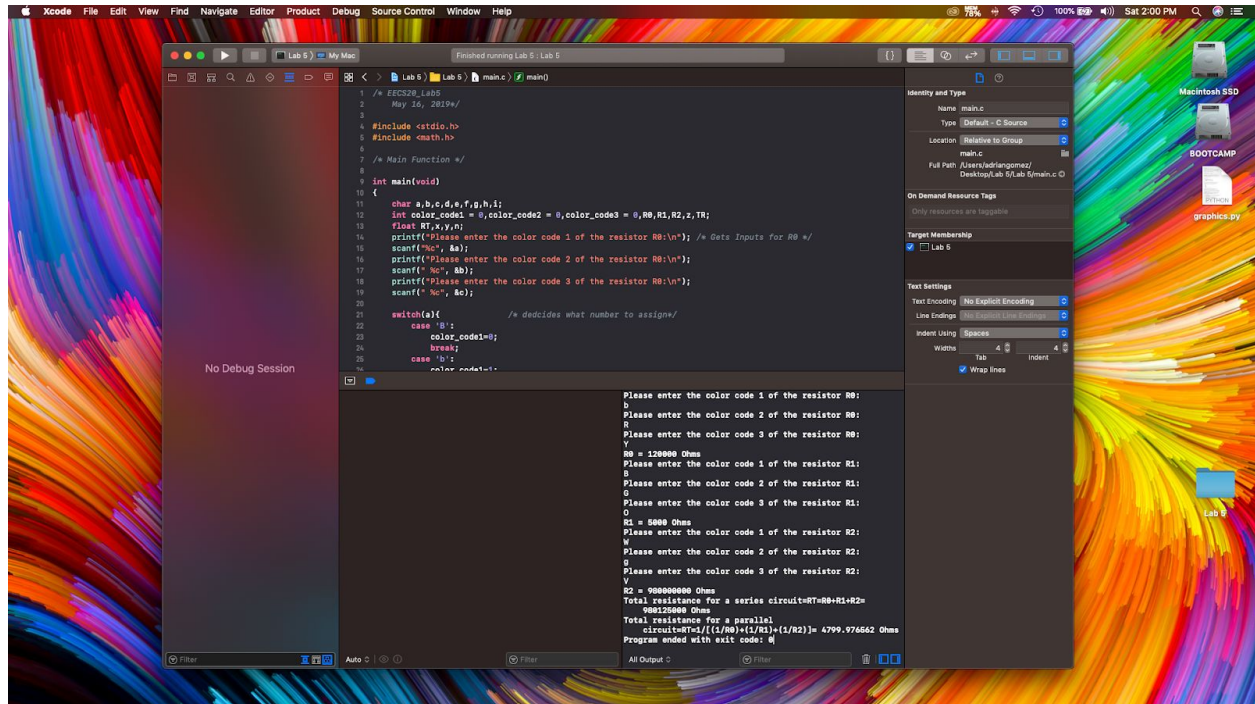 Xcode File Edit View Find Navigate Editor Product Debug Source Control Window Help
MEM 78% 100% Sat 2:00 PM
Lab 5 My Mac
Finished running Lab 5 : Lab 5
Lab 5 Lab 5 main.c main()
1 /* EECS20_Lab5
2 May 16, 2019*/
3
4 #include <stdio.h>
5 #include <math.h>
6
7 /* Main Function */
8
9 int main(void)
10 {
11 char a,b,c,d,e,f,g,h,i;
12 int color_code1 = 0,color_code2 = 0,color_code3 = 0,R0,R1,R2,z,TR;
13 float RT,x,y,n;
14 printf("Please enter the color code 1 of the resistor R0:\n"); /* Gets Inputs for R0 */
15 scanf("%c", &a);
16 printf("Please enter the color code 2 of the resistor R0:\n");
17 scanf(" %c", &b);
18 printf("Please enter the color code 3 of the resistor R0:\n");
19 scanf(" %c", &c);
20
21 switch(a){ /* dedcides what number to assign*/
22 case 'B':
23 color_code1=0;
24 break;
25 case 'b':
26 color_code1=1;
No Debug Session
Please enter the color code 1 of the resistor R0:
b
Please enter the color code 2 of the resistor R0:
R
Please enter the color code 3 of the resistor R0:
Y
R0 = 120000 Ohms
Please enter the color code 1 of the resistor R1:
B
Please enter the color code 2 of the resistor R1:
G
Please enter the color code 3 of the resistor R1:
O
R1 = 5000 Ohms
Please enter the color code 1 of the resistor R2:
W
Please enter the color code 2 of the resistor R2:
g
Please enter the color code 3 of the resistor R2:
V
R2 = 980000000 Ohms
Total resistance for a series circuit=RT=R0+R1+R2=
980125000 Ohms
Total resistance for a parallel
circuit=RT=1/[(1/R0)+(1/R1)+(1/R2)]= 4799.976562 Ohms
Program ended with exit code: 0
Filter
Auto
Filter
All Output
Filter
Identity and Type
Name main.c
Type Default - C Source
Location Relative to Group
main.c
Full Path /Users/adriangomez/
Desktop/Lab 5/Lab 5/main.c
On Demand Resource Tags
Only resources are taggable
Target Membership
Lab 5
Text Settings
Text Encoding No Explicit Encoding
Line Endings No Explicit Line Endings
Indent Using Spaces
Widths 4 4
Tab Indent
Wrap lines
Macintosh SSD
BOOTCAMP
PYTHON
graphics.py
Lab 5